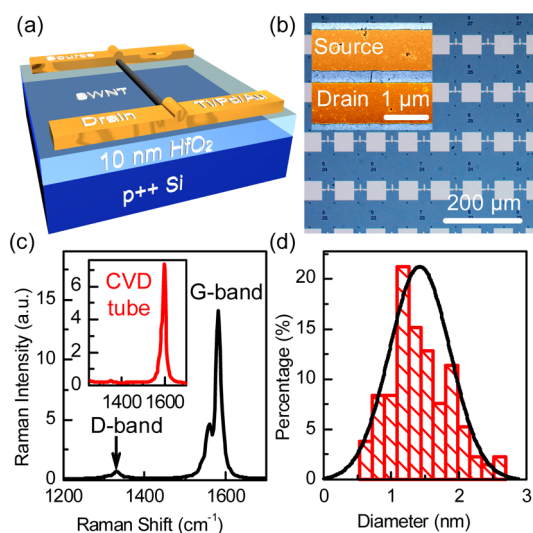 (a)
Source
SWNT
Drain
Ti/Pd/Au
10 nm HfO₂
p++ Si
(b)
Source
Drain
1 μm
200 μm
(c)
Raman Intensity (a.u.)
15
10
5
0
6
4
2
0
CVD
tube
1400 1600
G-band
D-band
1200 1400 1600
Raman Shift (cm⁻¹)
(d)
Percentage (%)
20
15
10
5
0
0 1 2 3
Diameter (nm)